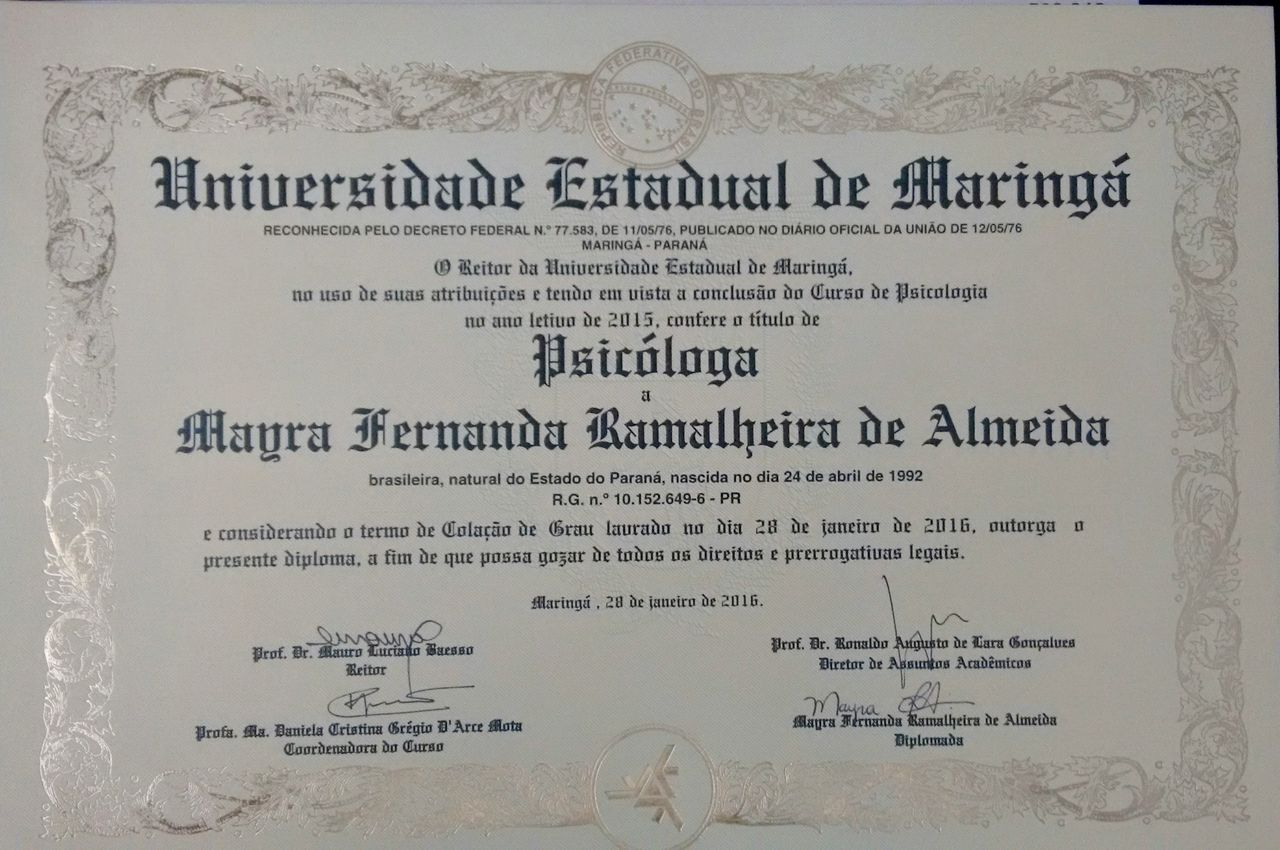 REPÚBLICA FEDERATIVA DO BRASIL
Universidade Estadual de Maringá
RECONHECIDA PELO DECRETO FEDERAL N.º 77.583, DE 11/05/76, PUBLICADO NO DIÁRIO OFICIAL DA UNIÃO DE 12/05/76
MARINGÁ - PARANÁ
O Reitor da Universidade Estadual de Maringá,
no uso de suas atribuições e tendo em vista a conclusão do Curso de Psicologia
no ano letivo de 2015, confere o título de
Psicóloga
a
Mayra Fernanda Ramalheira de Almeida
brasileira, natural do Estado do Paraná, nascida no dia 24 de abril de 1992
R.G. n.º 10.152.649-6 - PR
e considerando o termo de Colação de Grau lavrado no dia 28 de janeiro de 2016, outorga o
presente diploma, a fim de que possa gozar de todos os direitos e prerrogativas legais.
Maringá , 28 de janeiro de 2016.
Prof. Dr. Mauro Luciano Baesso
Reitor
Prof. Dr. Ronaldo Augusto de Lara Gonçalves
Diretor de Assuntos Acadêmicos
Profa. Ma. Daniela Cristina Grégio D'Arce Mota
Coordenadora do Curso
Mayra
Mayra Fernanda Ramalheira de Almeida
Diplomada